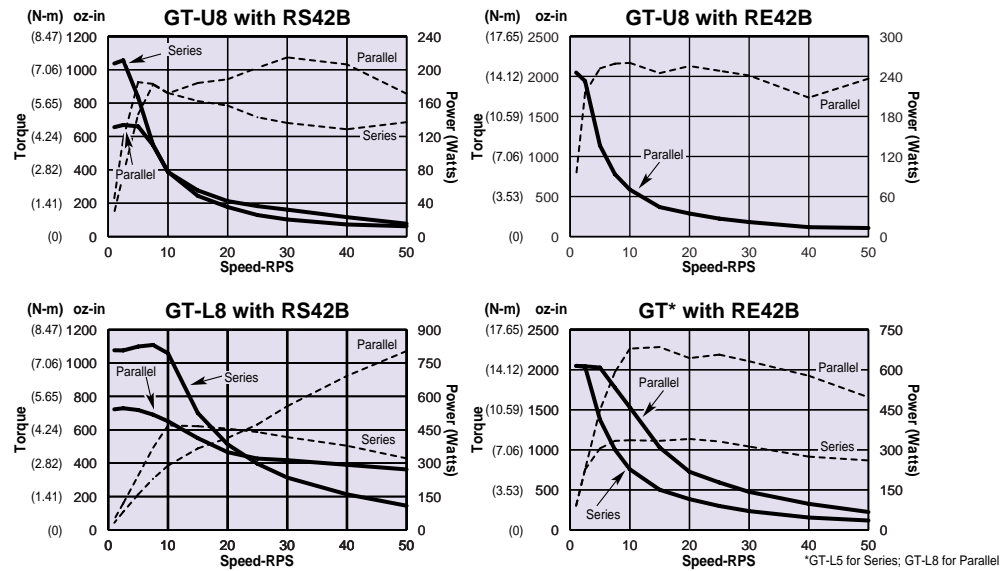 (N-m) oz-in GT-U8 with RS42B
(8.47) 1200 240
(7.06) 1000 200
(5.65) 800 160
(4.24) 600 120
(2.82) 400 80
(1.41) 200 40
(0) 0 0
Torque
Power (Watts)
Series
Parallel
Parallel
Series
0 10 20 30 40 50
Speed-RPS
(N-m) oz-in GT-U8 with RE42B
(17.65) 2500 300
(14.12) 2000 240
(10.59) 1500 180
(7.06) 1000 120
(3.53) 500 60
(0) 0 0
Torque
Power (Watts)
Parallel
Parallel
0 10 20 30 40 50
Speed-RPS
(N-m) oz-in GT-L8 with RS42B
(8.47) 1200 900
(7.06) 1000 750
(5.65) 800 600
(4.24) 600 450
(2.82) 400 300
(1.41) 200 150
(0) 0 0
Torque
Power (Watts)
Parallel
Parallel
Series
Series
0 10 20 30 40 50
Speed-RPS
(N-m) oz-in GT* with RE42B
(17.65) 2500 750
(14.12) 2000 600
(10.59) 1500 450
(7.06) 1000 300
(3.53) 500 150
(0) 0 0
Torque
Power (Watts)
Parallel
Parallel
Series
Series
0 10 20 30 40 50
Speed-RPS
*GT-L5 for Series; GT-L8 for Parallel